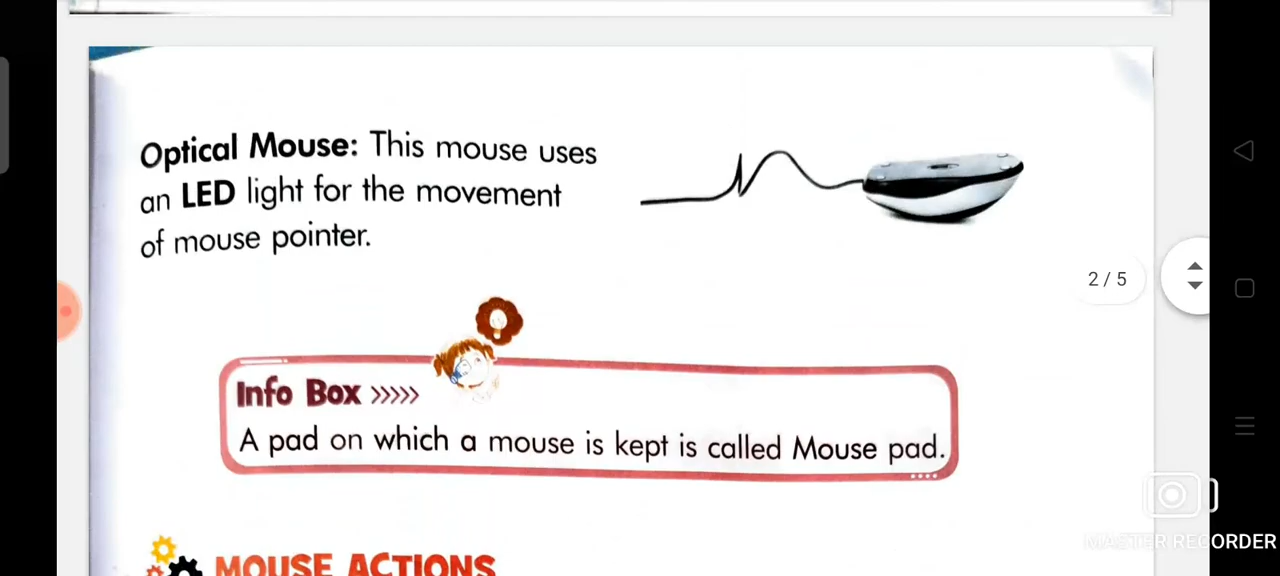 Optical Mouse: This mouse uses
an LED light for the movement
of mouse pointer.
2 / 5
Info Box >>>>>
A pad on which a mouse is kept is called Mouse pad.
MOUSE ACTIONS
MASTER RECORDER